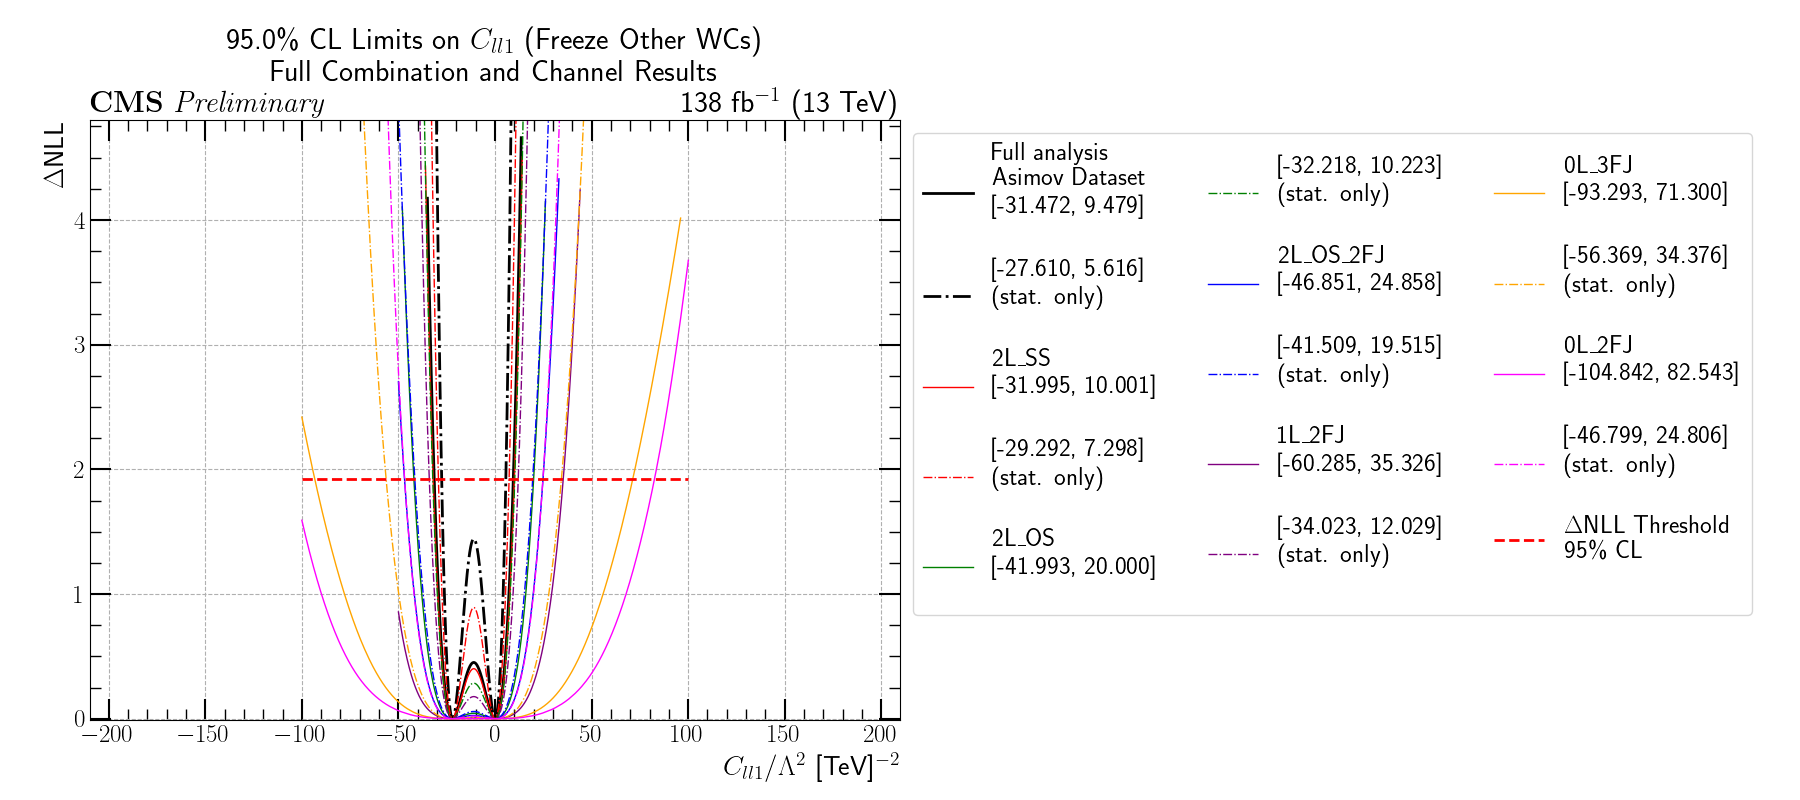 95.0% CL Limits on C_{ll1} (Freeze Other WCs)
Full Combination and Channel Results
CMS Preliminary
138 fb⁻¹ (13 TeV)
ΔNLL
4
3
2
1
0
−200
−150
−100
−50
0
50
100
150
200
C_{ll1}/Λ² [TeV]⁻²
Full analysis
Asimov Dataset
[-31.472, 9.479]
[-27.610, 5.616]
(stat. only)
2L_SS
[-31.995, 10.001]
[-29.292, 7.298]
(stat. only)
2L_OS
[-41.993, 20.000]
[-32.218, 10.223]
(stat. only)
2L_OS_2FJ
[-46.851, 24.858]
[-41.509, 19.515]
(stat. only)
1L_2FJ
[-60.285, 35.326]
[-34.023, 12.029]
(stat. only)
0L_3FJ
[-93.293, 71.300]
[-56.369, 34.376]
(stat. only)
0L_2FJ
[-104.842, 82.543]
[-46.799, 24.806]
(stat. only)
ΔNLL Threshold
95% CL